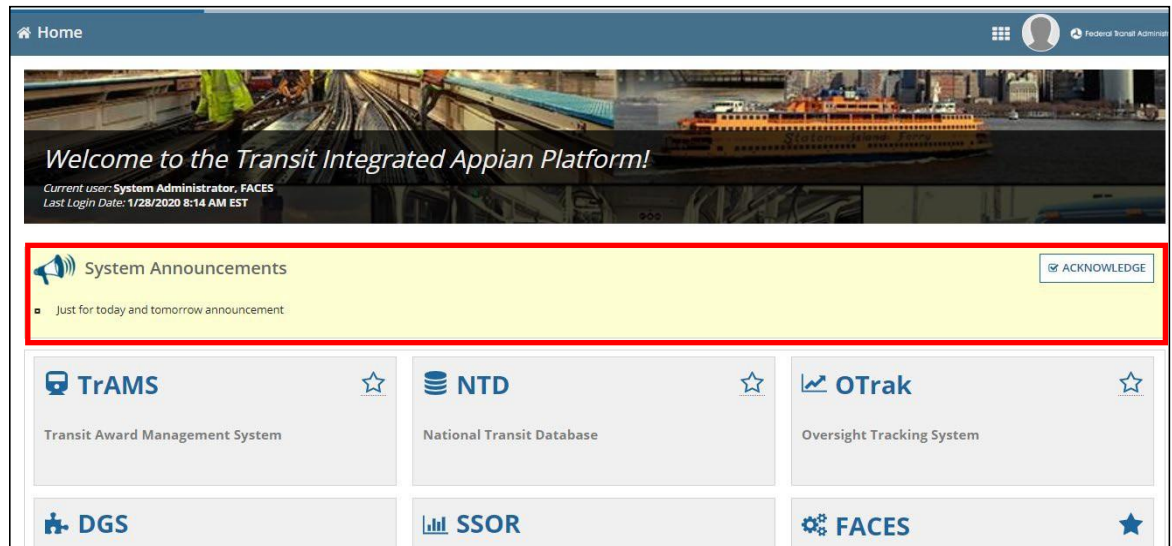 Home
Federal Transit Adminis
Welcome to the Transit Integrated Appian Platform!
Current user: System Administrator, FACES
Last Login Date: 1/28/2020 8:14 AM EST
System Announcements
ACKNOWLEDGE
Just for today and tomorrow announcement
TrAMS
Transit Award Management System
NTD
National Transit Database
OTrak
Oversight Tracking System
DGS
SSOR
FACES